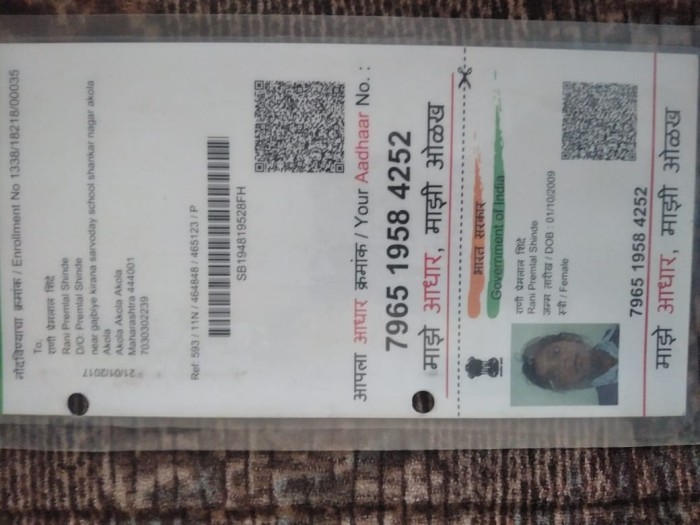 नोंदविण्याचा क्रमांक / Enrollment No 1338/18218/00035
To,
राणी प्रेमलाल शिंदे
Rani Premlal Shinde
D/O: Premlal Shinde
near gajbiye kirana sarvoday school shankar nagar akola
Akola
Akola Akola Akola
Maharashtra 444001
7030302239
21/01/2017
Ref: 593 / 11N / 464848 / 465123 / P
SB194819528FH
आपला आधार क्रमांक / Your Aadhaar No. :
7965 1958 4252
माझे आधार, माझी ओळख
भारत सरकार
Government of India
राणी प्रेमलाल शिंदे
Rani Premlal Shinde
जन्म तारीख / DOB : 01/10/2009
स्त्री / Female
7965 1958 4252
माझे आधार, माझी ओळख